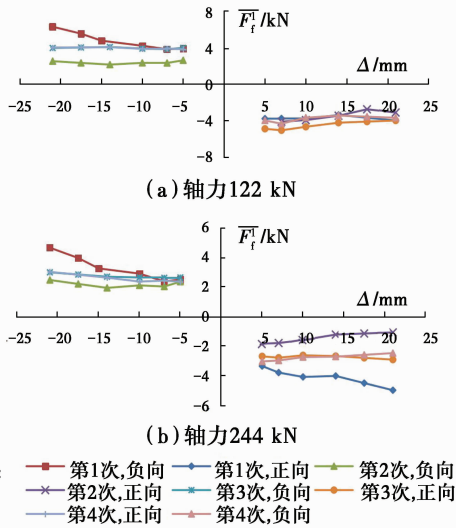 8
F̅f¹/kN
4
Δ/mm
0
−25 −20 −15 −10 −5 0 5 10 15 20 25
−4
−8
(a)轴力122 kN
6
F̅f¹/kN
4
2
Δ/mm
0
−25 −20 −15 −10 −5 0 5 10 15 20 25
−2
−4
−6
(b)轴力244 kN
第1次,负向 第1次,正向 第2次,负向
第2次,正向 第3次,负向 第3次,正向
第4次,正向 第4次,负向